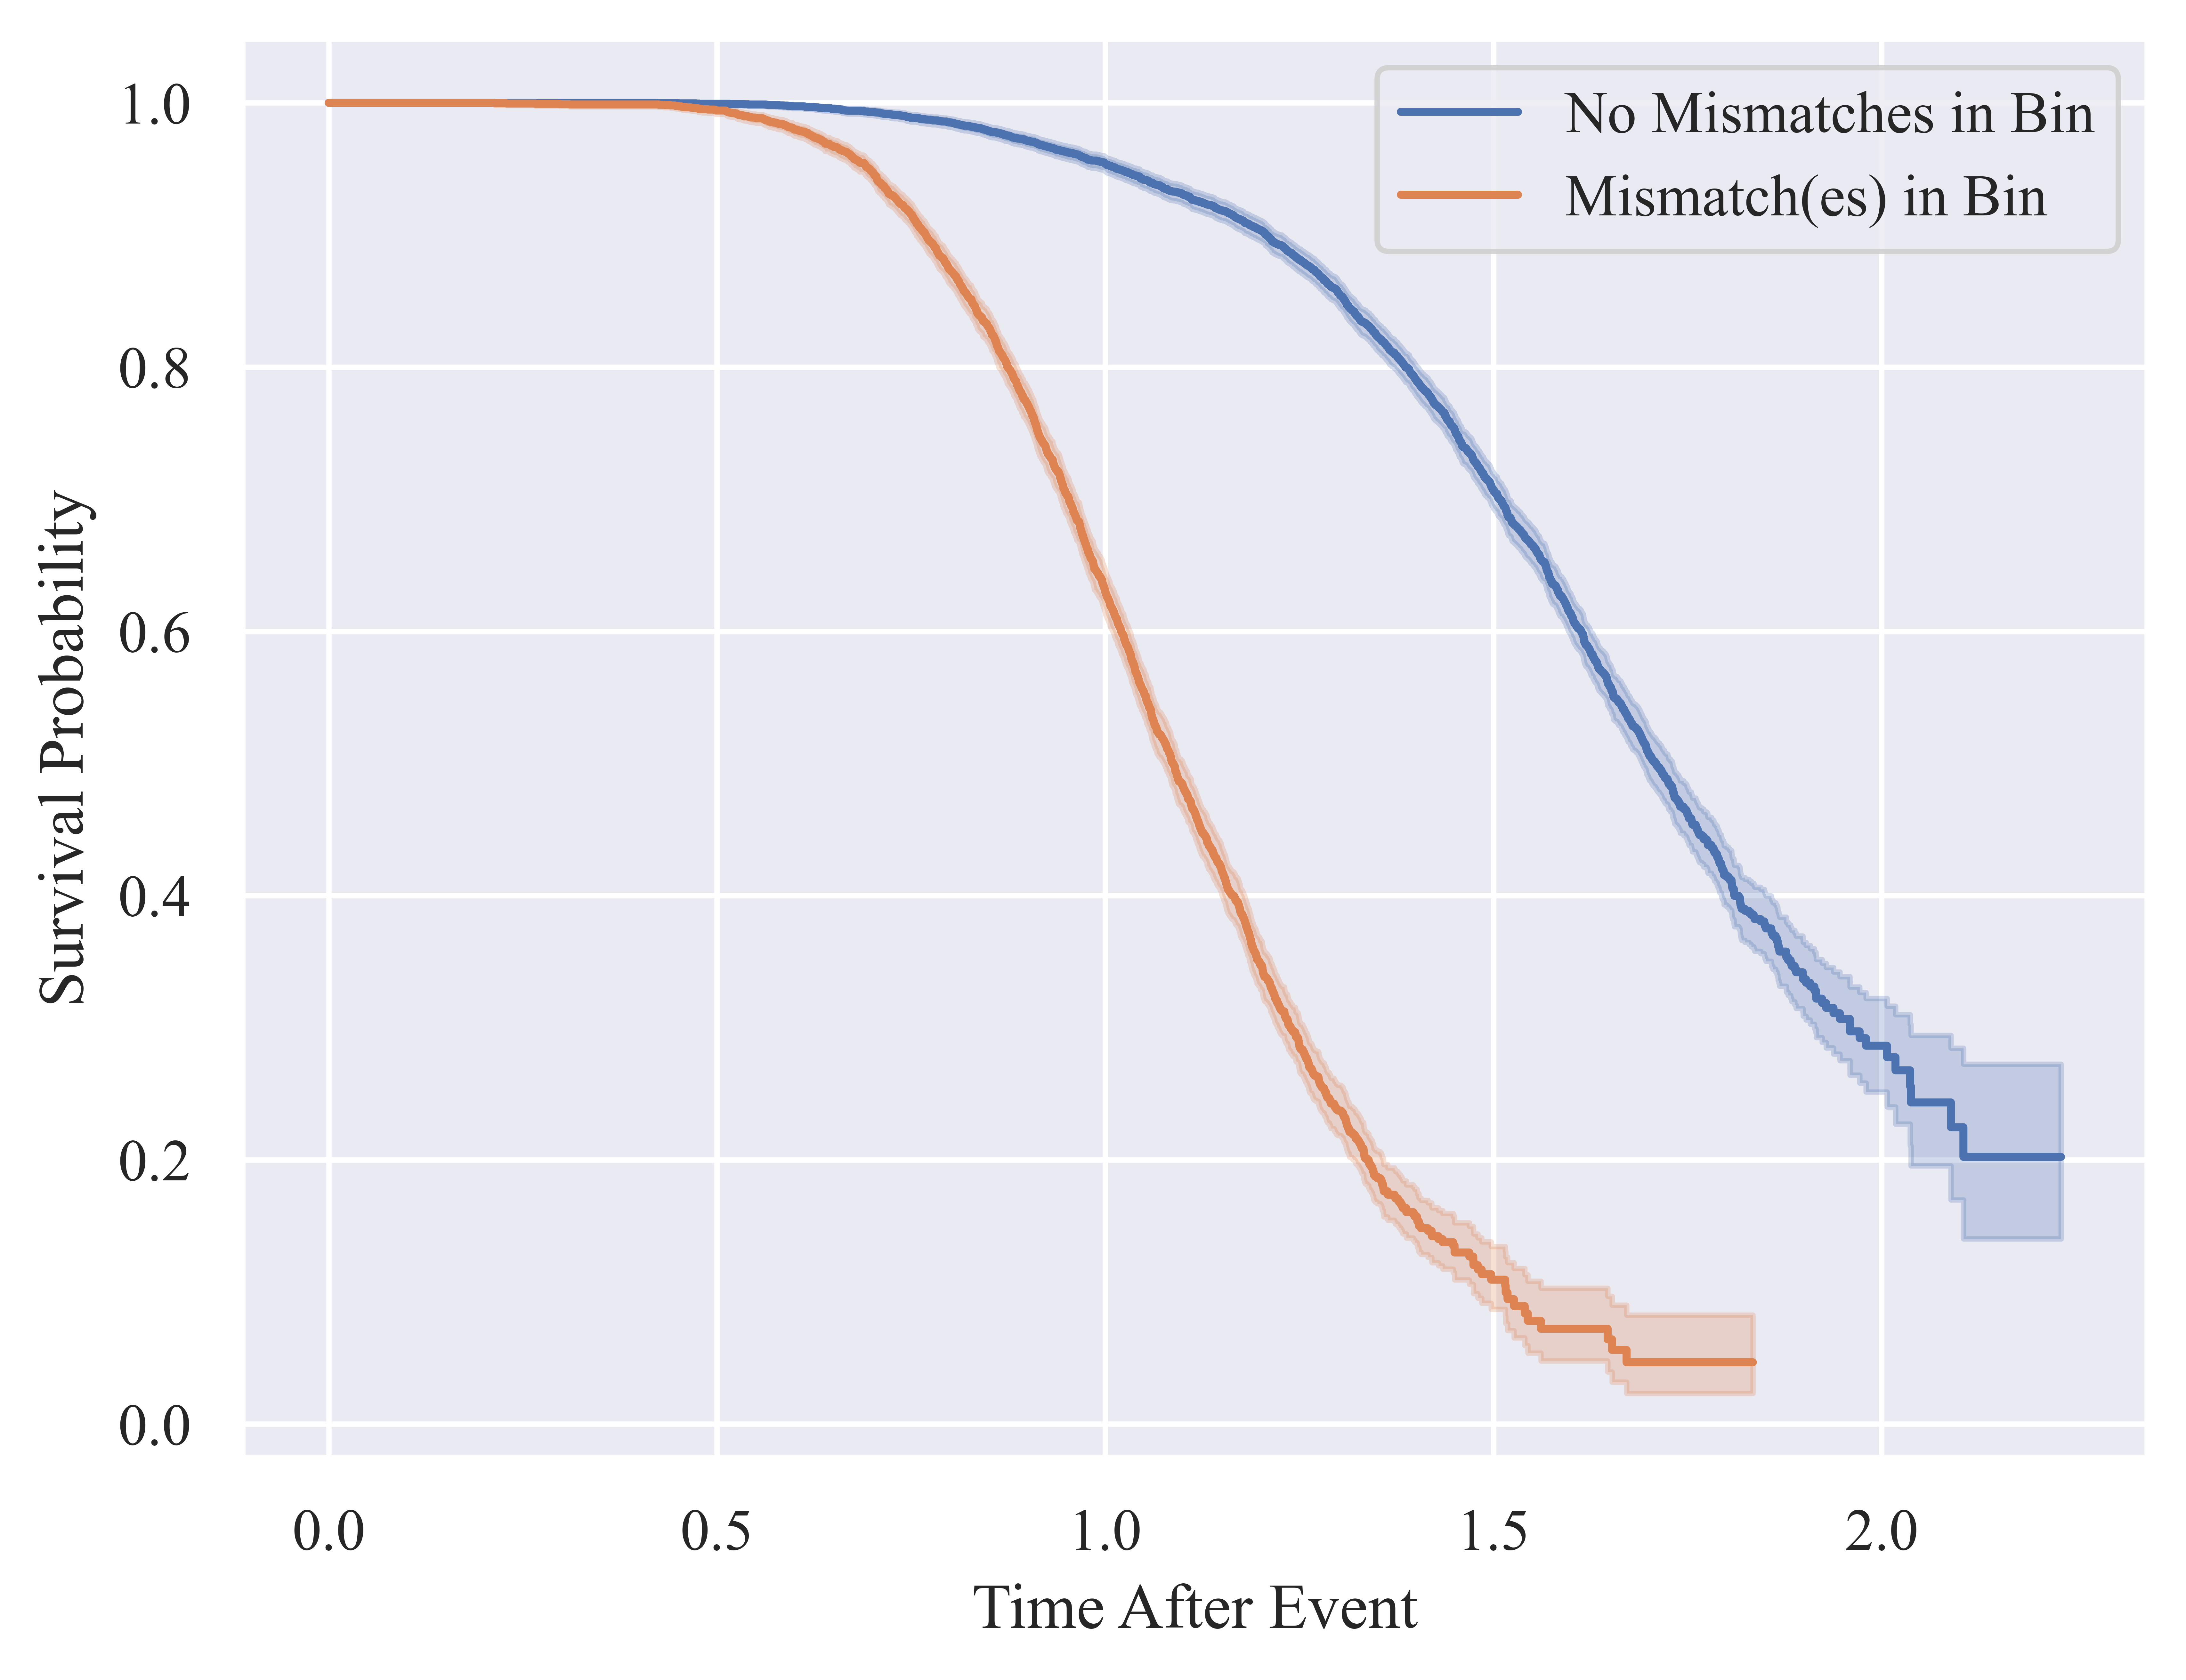 No Mismatches in Bin
Mismatch(es) in Bin
Survival Probability
1.0
0.8
0.6
0.4
0.2
0.0
0.0 0.5 1.0 1.5 2.0
Time After Event